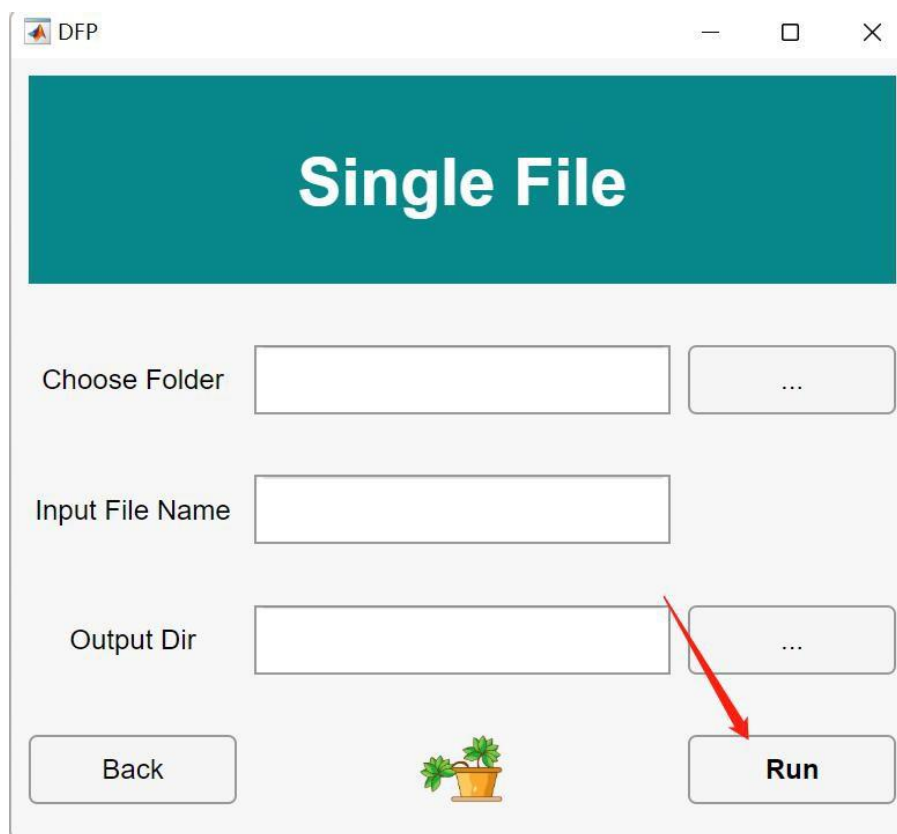 DFP
Single File
Choose Folder
...
Input File Name
Output Dir
...
Back
Run